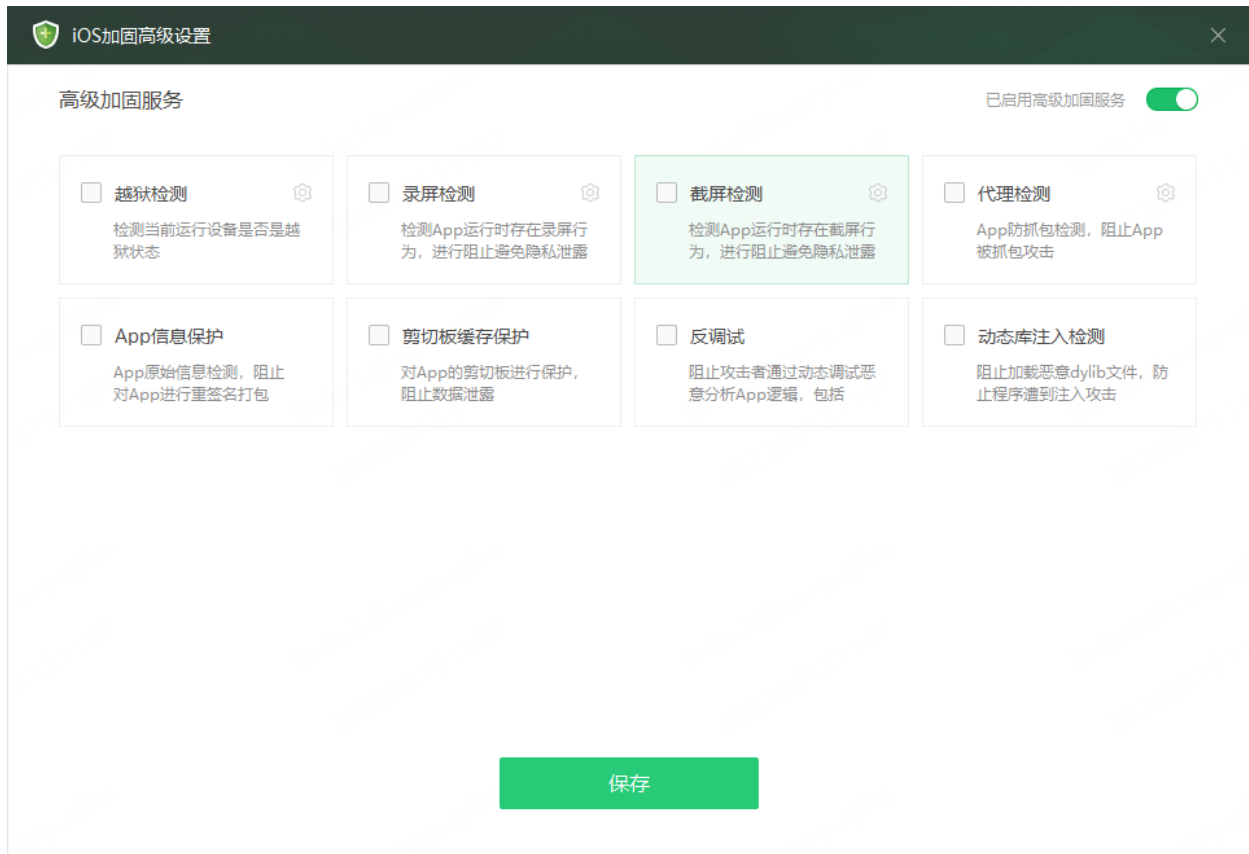 iOS加固高级设置
高级加固服务
已启用高级加固服务
越狱检测
检测当前运行设备是否是越
狱状态
录屏检测
检测App运行时存在录屏行
为，进行阻止避免隐私泄露
截屏检测
检测App运行时存在截屏行
为，进行阻止避免隐私泄露
代理检测
App防抓包检测，阻止App
被抓包攻击
App信息保护
App原始信息检测，阻止
对App进行重签名打包
剪切板缓存保护
对App的剪切板进行保护，
阻止数据泄露
反调试
阻止攻击者通过动态调试恶
意分析App逻辑，包括
动态库注入检测
阻止加载恶意dylib文件，防
止程序遭到注入攻击
保存